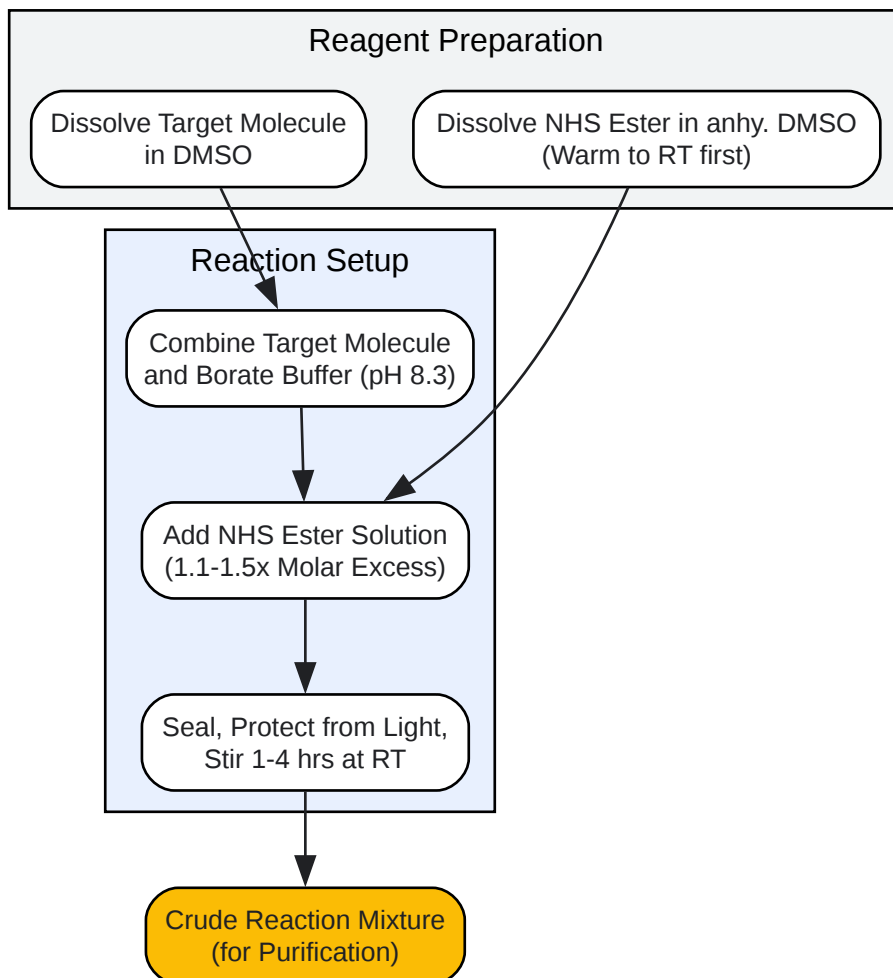 Reagent Preparation
Dissolve Target Molecule
in DMSO
Dissolve NHS Ester in anhy. DMSO
(Warm to RT first)
Reaction Setup
Combine Target Molecule
and Borate Buffer (pH 8.3)
Add NHS Ester Solution
(1.1-1.5x Molar Excess)
Seal, Protect from Light,
Stir 1-4 hrs at RT
Crude Reaction Mixture
(for Purification)